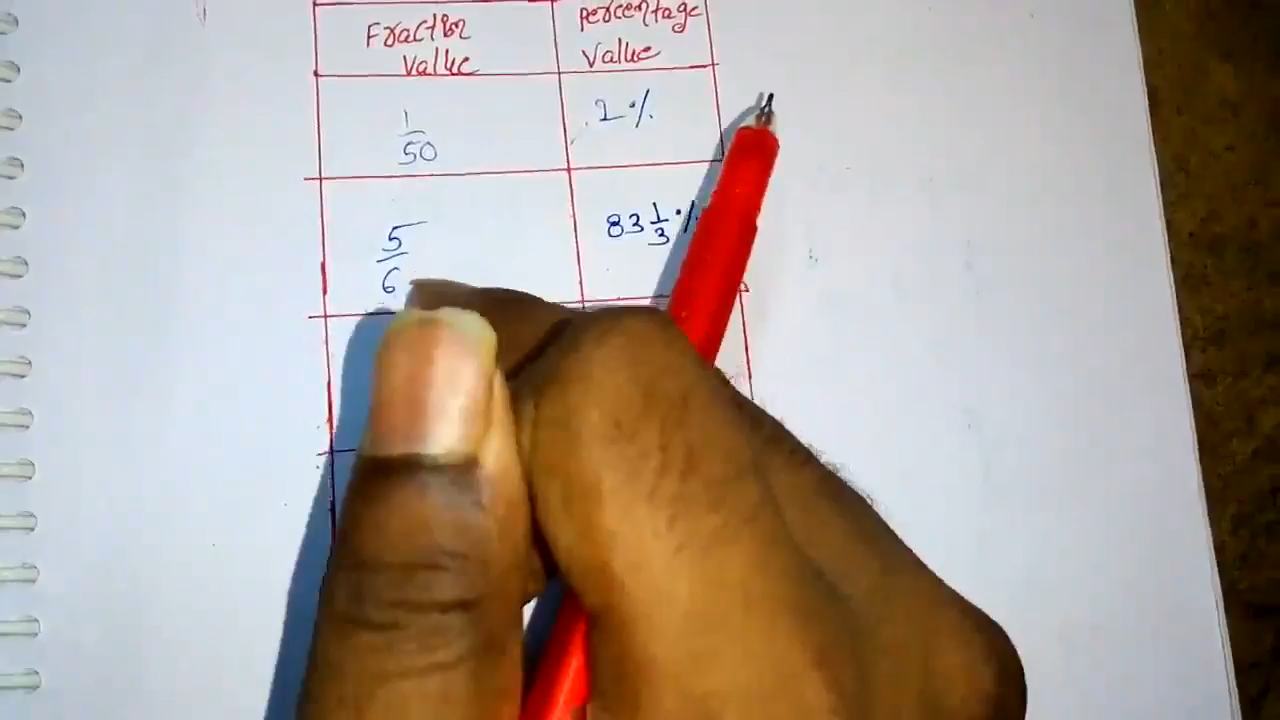 Fraction Value
percentage Value
1/50
2%
5/6
83 1/3 %